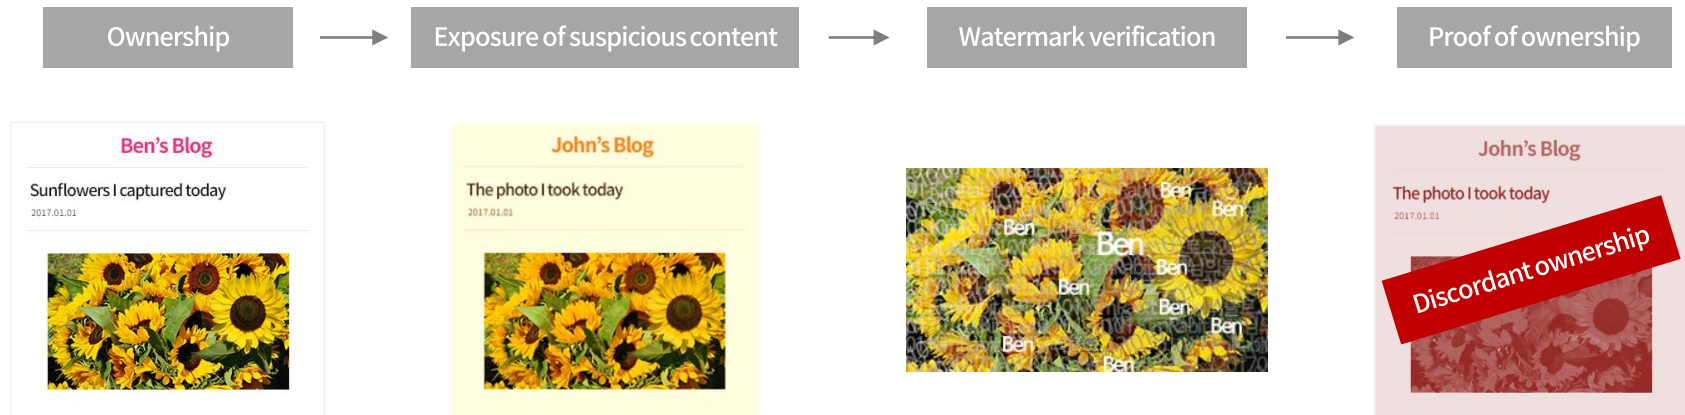 Ownership
Exposure of suspicious content
Watermark verification
Proof of ownership
Ben's Blog
Sunflowers I captured today
2017.01.01
John's Blog
The photo I took today
2017.01.01
Ben
Ben
Ben
Ben
Ben
Ben
Ben
Ben
Ben
Ben
John's Blog
The photo I took today
2017.01.01
Discordant ownership